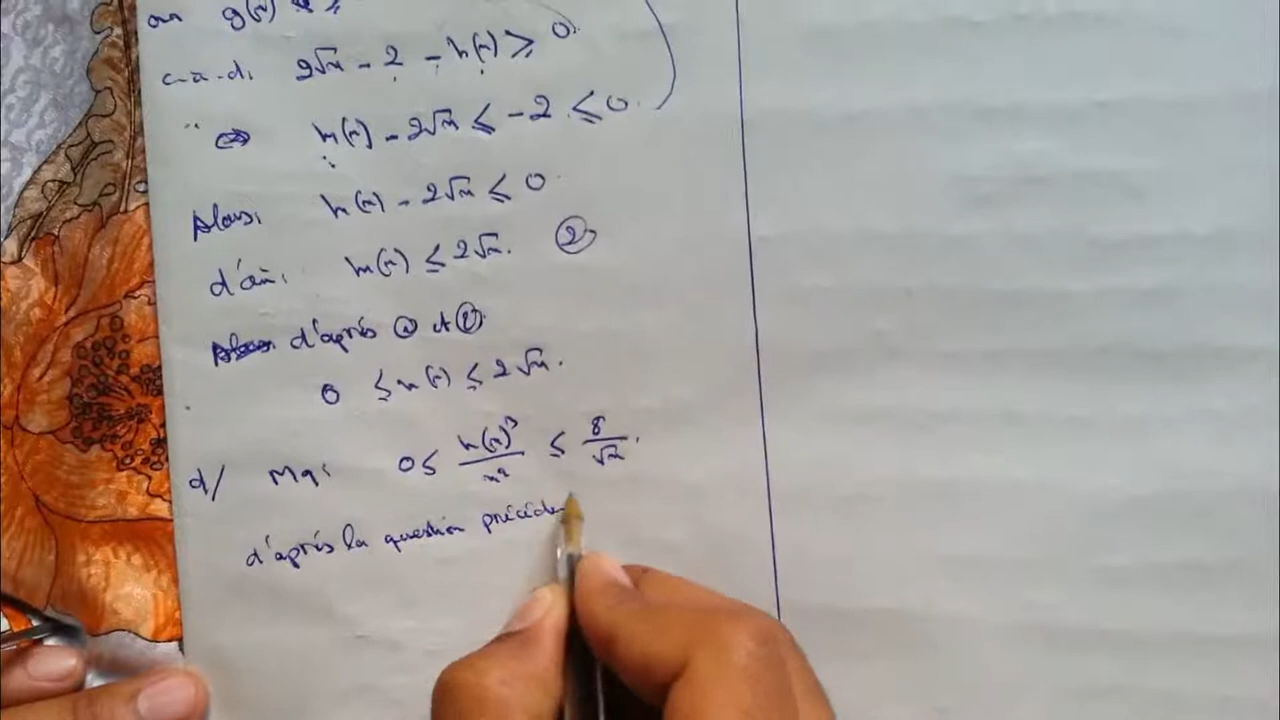 on g(x) ≥
c-à-d: 2√x - 2 - h(x) ≥ 0.
⇔ h(x) - 2√x ≤ -2 ≤ 0.
Alors: h(x) - 2√x ≤ 0
d'où: h(x) ≤ 2√x. ②
d'après ① et ②
0 ≤ h(x) ≤ 2√x.
d/ Mq: 0 ≤ h(x)³/x² ≤ 8/√x.
d'après la question précéden